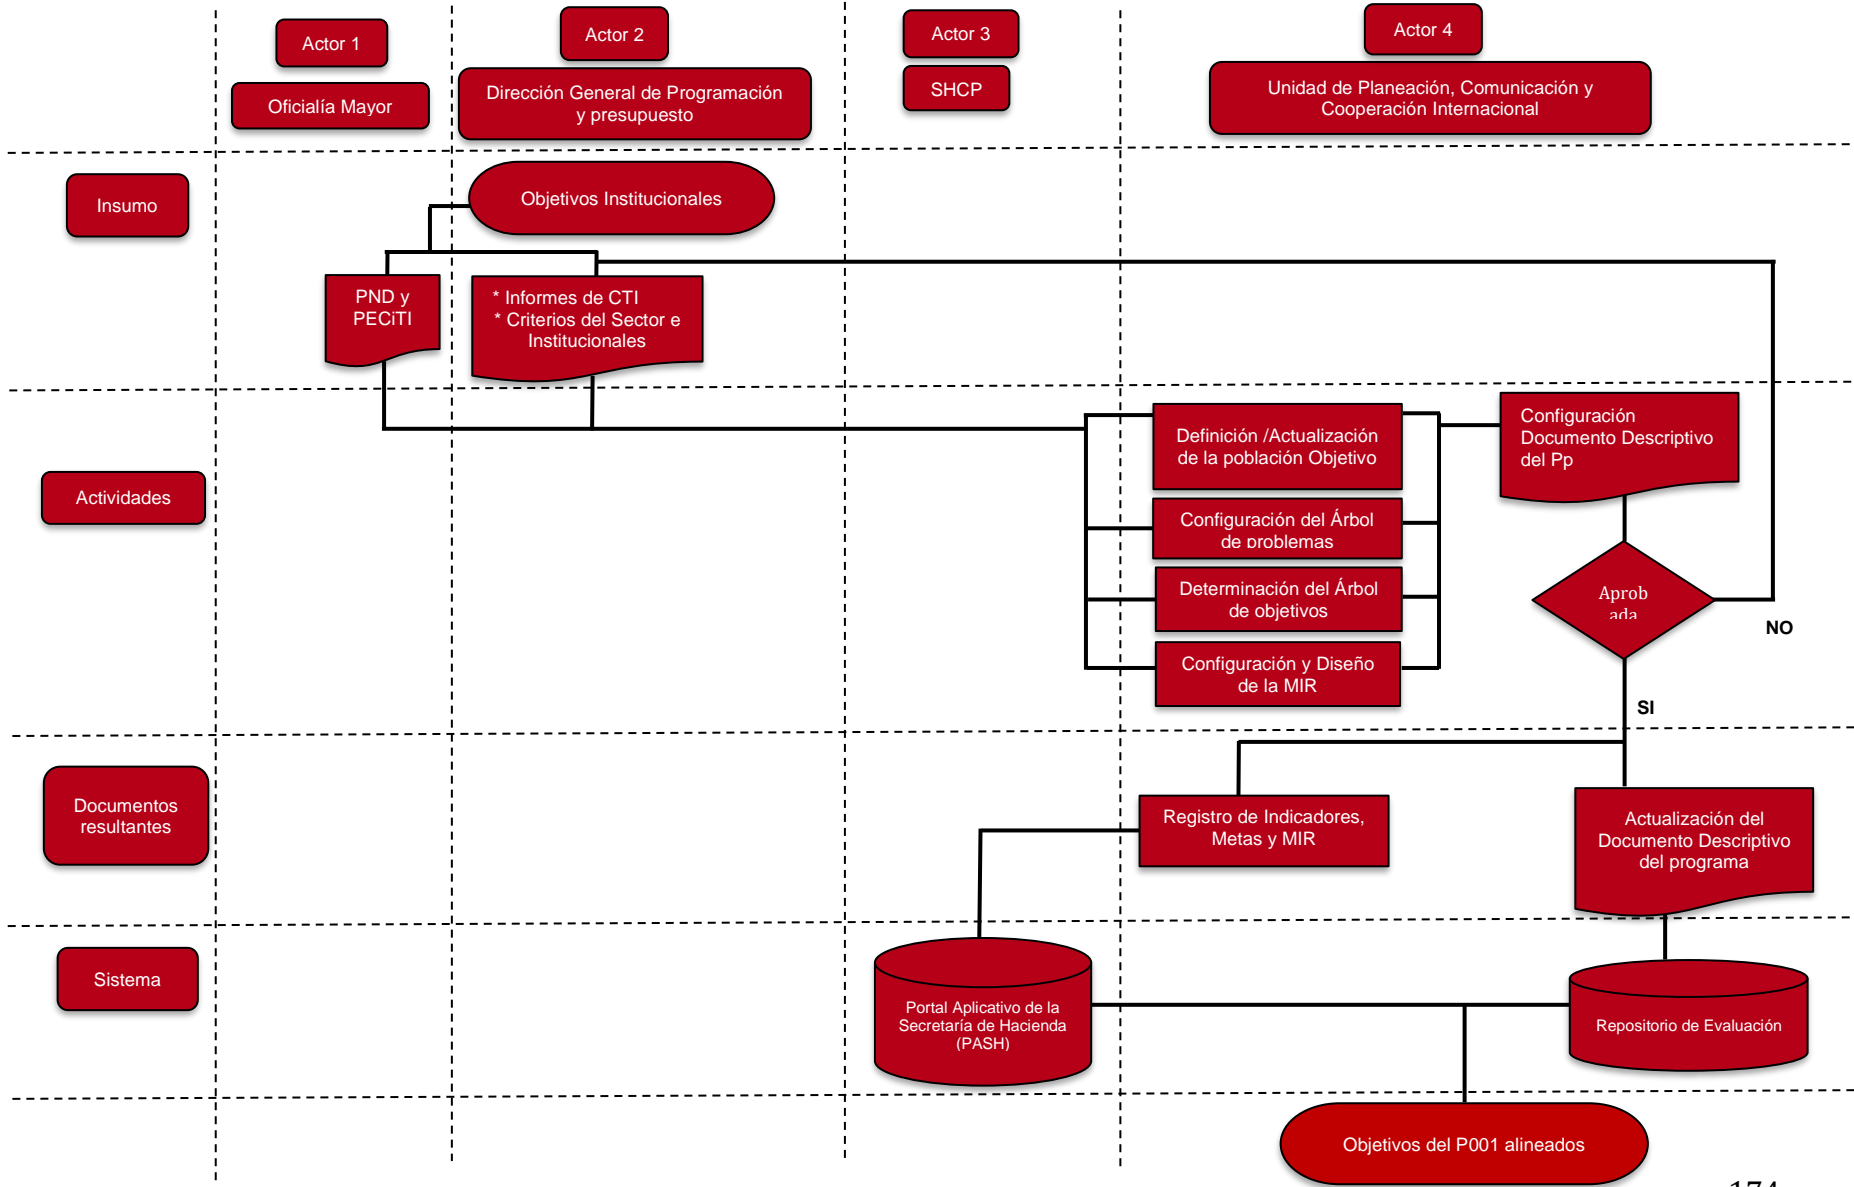 Actor 1
Actor 2
Actor 3
Actor 4
Oficialía Mayor
Dirección General de Programación
y presupuesto
SHCP
Unidad de Planeación, Comunicación y
Cooperación Internacional
Insumo
Objetivos Institucionales
PND y
PECiTI
* Informes de CTI
* Criterios del Sector e
Institucionales
Actividades
Definición /Actualización
de la población Objetivo
Configuración del Árbol
de problemas
Determinación del Árbol
de objetivos
Configuración y Diseño
de la MIR
Configuración
Documento Descriptivo
del Pp
Aprob
ada
NO
SI
Documentos
resultantes
Registro de Indicadores,
Metas y MIR
Actualización del
Documento Descriptivo
del programa
Sistema
Portal Aplicativo de la
Secretaría de Hacienda
(PASH)
Repositorio de Evaluación
Objetivos del P001 alineados
174